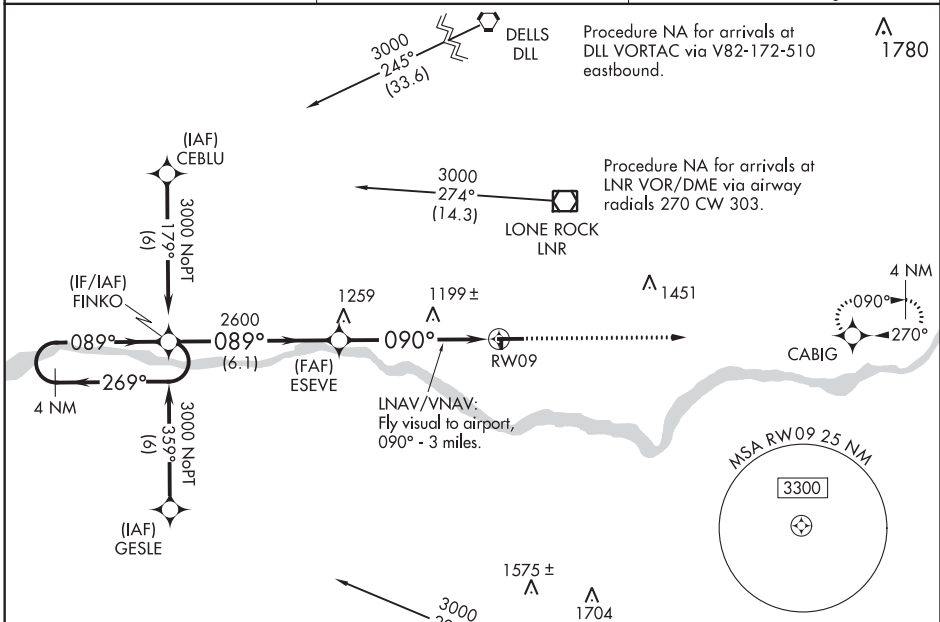 3000
245°
(33.6)
DELLS
DLL
Procedure NA for arrivals at
DLL VORTAC via V82-172-510
eastbound.
1780
(IAF)
CEBLU
3000 NoPT
179°
(6)
3000
274°
(14.3)
LONE ROCK
LNR
Procedure NA for arrivals at
LNR VOR/DME via airway
radials 270 CW 303.
(IF/IAF)
FINKO
1259
1199 ±
1451
4 NM
090°
270°
CABIG
089°
2600
089°
(6.1)
090°
RW09
(FAF)
ESEVE
269°
4 NM
LNAV/VNAV:
Fly visual to airport,
090° - 3 miles.
3000 NoPT
359°
(6)
(IAF)
GESLE
MSA RW09 25 NM
3300
1575 ±
1704
3000